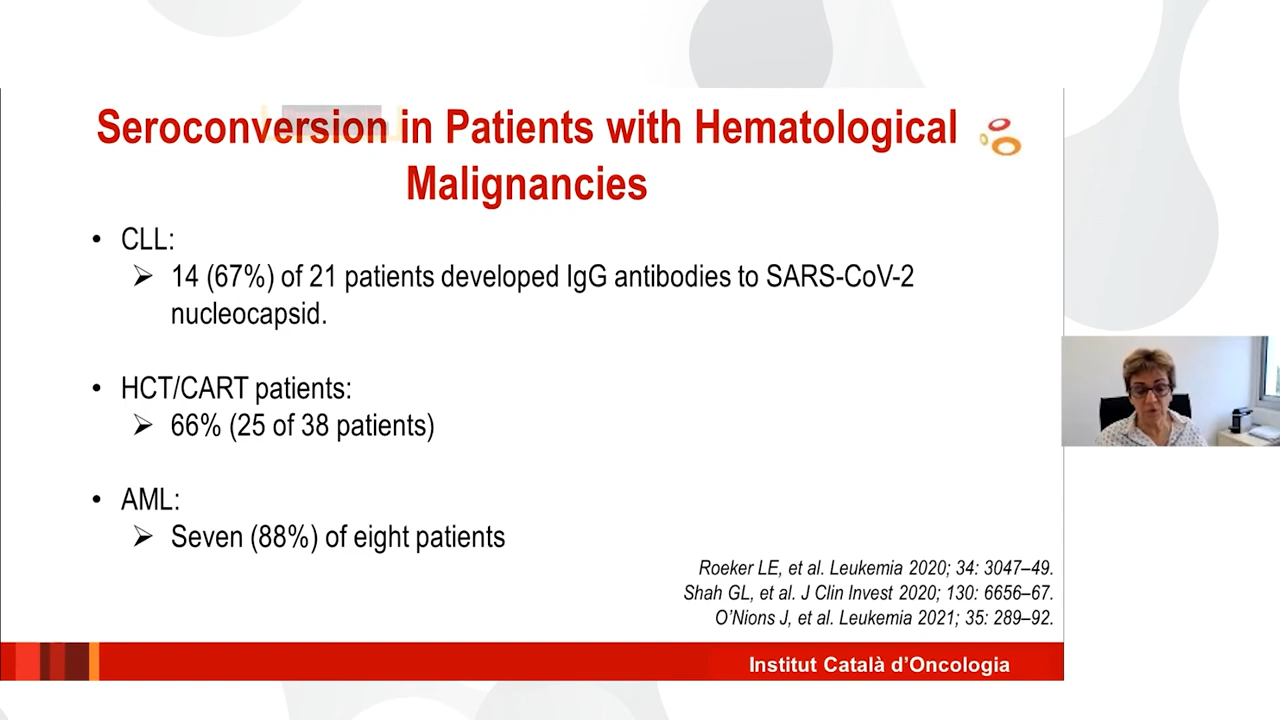 Seroconversion in Patients with Hematological
Malignancies
• CLL:
➢ 14 (67%) of 21 patients developed IgG antibodies to SARS-CoV-2
nucleocapsid.
• HCT/CART patients:
➢ 66% (25 of 38 patients)
• AML:
➢ Seven (88%) of eight patients
Roeker LE, et al. Leukemia 2020; 34: 3047–49.
Shah GL, et al. J Clin Invest 2020; 130: 6656–67.
O’Nions J, et al. Leukemia 2021; 35: 289–92.
Institut Català d’Oncologia